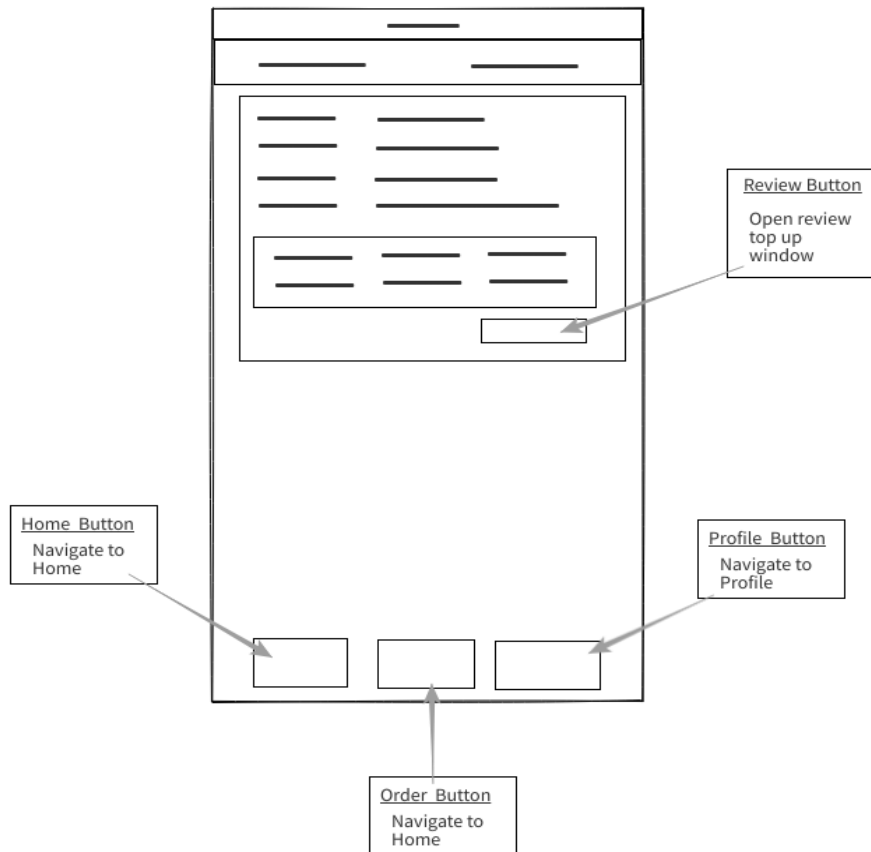 Review Button
Open review
top up
window
Home Button
Navigate to
Home
Profile Button
Navigate to
Profile
Order Button
Navigate to
Home